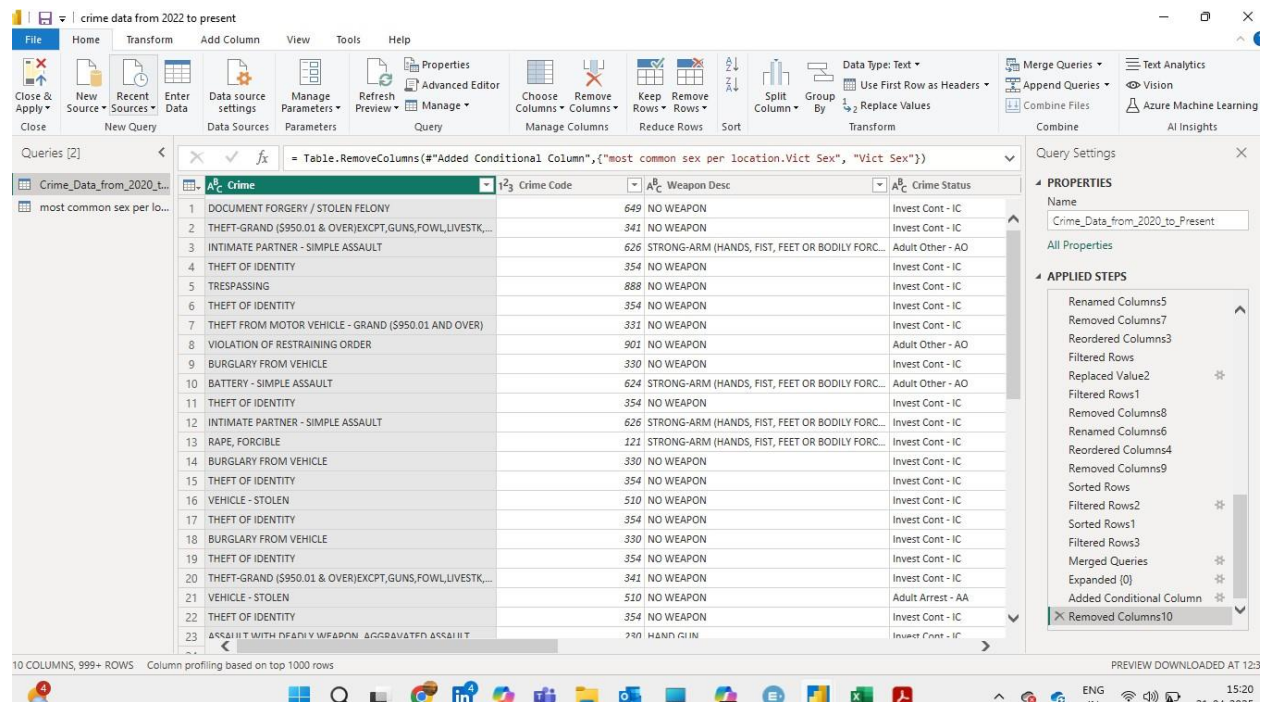 crime data from 2022 to present
File Home Transform Add Column View Tools Help
Close & Apply
New Source
Recent Sources
Enter Data
Data source settings
Manage Parameters
Refresh Preview
Properties
Advanced Editor
Manage
Choose Columns
Remove Columns
Keep Rows
Remove Rows
Split Column
Group By
Data Type: Text
Use First Row as Headers
Replace Values
Merge Queries
Append Queries
Combine Files
Text Analytics
Vision
Azure Machine Learning
Close New Query Data Sources Parameters Query Manage Columns Reduce Rows Sort Transform Combine AI Insights
Queries [2]
Crime_Data_from_2020_t...
most common sex per lo...
fx = Table.RemoveColumns(#"Added Conditional Column",{"most common sex per location.Vict Sex", "Vict Sex"})
ABC Crime 123 Crime Code ABC Weapon Desc ABC Crime Status
1 DOCUMENT FORGERY / STOLEN FELONY 649 NO WEAPON Invest Cont - IC
2 THEFT-GRAND ($950.01 & OVER)EXCPT,GUNS,FOWL,LIVESTK,... 341 NO WEAPON Invest Cont - IC
3 INTIMATE PARTNER - SIMPLE ASSAULT 626 STRONG-ARM (HANDS, FIST, FEET OR BODILY FORC... Adult Other - AO
4 THEFT OF IDENTITY 354 NO WEAPON Invest Cont - IC
5 TRESPASSING 888 NO WEAPON Invest Cont - IC
6 THEFT OF IDENTITY 354 NO WEAPON Invest Cont - IC
7 THEFT FROM MOTOR VEHICLE - GRAND ($950.01 AND OVER) 331 NO WEAPON Invest Cont - IC
8 VIOLATION OF RESTRAINING ORDER 901 NO WEAPON Adult Other - AO
9 BURGLARY FROM VEHICLE 330 NO WEAPON Invest Cont - IC
10 BATTERY - SIMPLE ASSAULT 624 STRONG-ARM (HANDS, FIST, FEET OR BODILY FORC... Adult Other - AO
11 THEFT OF IDENTITY 354 NO WEAPON Invest Cont - IC
12 INTIMATE PARTNER - SIMPLE ASSAULT 626 STRONG-ARM (HANDS, FIST, FEET OR BODILY FORC... Invest Cont - IC
13 RAPE, FORCIBLE 121 STRONG-ARM (HANDS, FIST, FEET OR BODILY FORC... Invest Cont - IC
14 BURGLARY FROM VEHICLE 330 NO WEAPON Invest Cont - IC
15 THEFT OF IDENTITY 354 NO WEAPON Invest Cont - IC
16 VEHICLE - STOLEN 510 NO WEAPON Invest Cont - IC
17 THEFT OF IDENTITY 354 NO WEAPON Invest Cont - IC
18 BURGLARY FROM VEHICLE 330 NO WEAPON Invest Cont - IC
19 THEFT OF IDENTITY 354 NO WEAPON Invest Cont - IC
20 THEFT-GRAND ($950.01 & OVER)EXCPT,GUNS,FOWL,LIVESTK,... 341 NO WEAPON Invest Cont - IC
21 VEHICLE - STOLEN 510 NO WEAPON Adult Arrest - AA
22 THEFT OF IDENTITY 354 NO WEAPON Invest Cont - IC
23 ASSAULT WITH DEADLY WEAPON, AGGRAVATED ASSAULT 230 HAND GUN Invest Cont - IC
Query Settings
PROPERTIES
Name
Crime_Data_from_2020_to_Present
All Properties
APPLIED STEPS
Renamed Columns5
Removed Columns7
Reordered Columns3
Filtered Rows
Replaced Value2
Filtered Rows1
Removed Columns8
Renamed Columns6
Reordered Columns4
Removed Columns9
Sorted Rows
Filtered Rows2
Sorted Rows1
Filtered Rows3
Merged Queries
Expanded {0}
Added Conditional Column
Removed Columns10
10 COLUMNS, 999+ ROWS Column profiling based on top 1000 rows PREVIEW DOWNLOADED AT 12:3
4
4
ENG
15:20